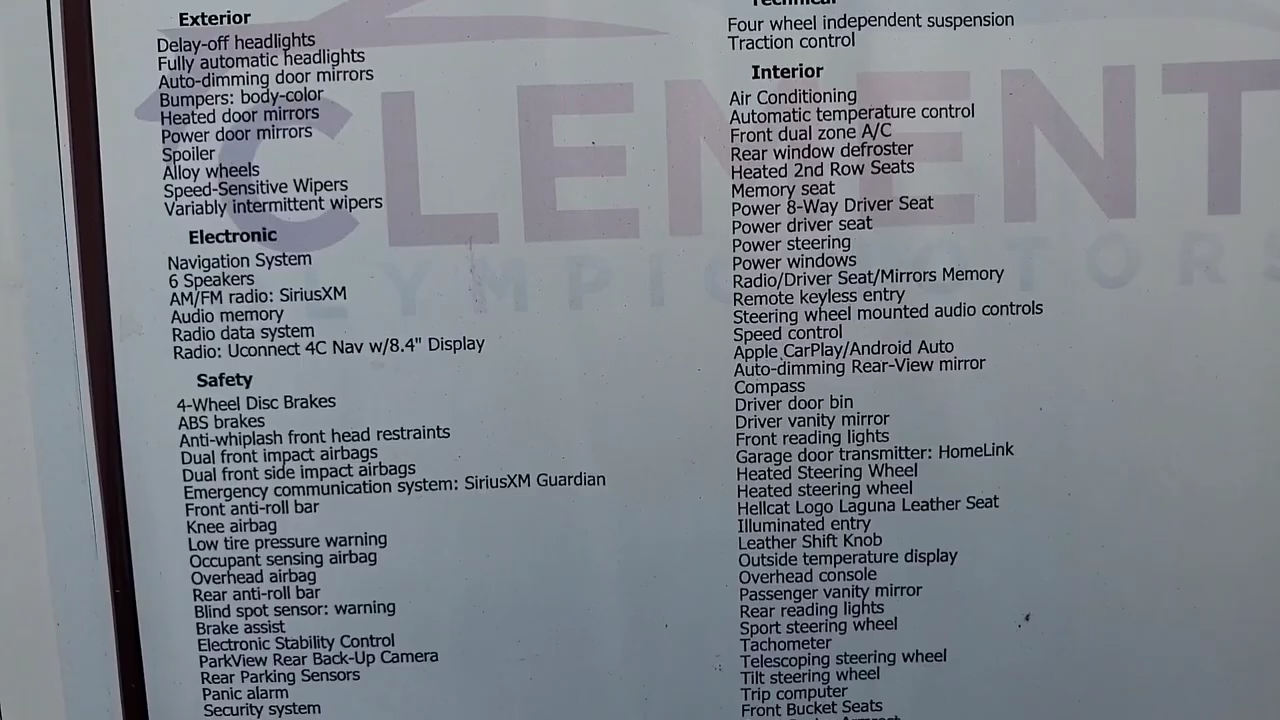 Exterior
Delay-off headlights
Fully automatic headlights
Auto-dimming door mirrors
Bumpers: body-color
Heated door mirrors
Power door mirrors
Spoiler
Alloy wheels
Speed-Sensitive Wipers
Variably intermittent wipers
Electronic
Navigation System
6 Speakers
AM/FM radio: SiriusXM
Audio memory
Radio data system
Radio: Uconnect 4C Nav w/8.4" Display
Safety
4-Wheel Disc Brakes
ABS brakes
Anti-whiplash front head restraints
Dual front impact airbags
Dual front side impact airbags
Emergency communication system: SiriusXM Guardian
Front anti-roll bar
Knee airbag
Low tire pressure warning
Occupant sensing airbag
Overhead airbag
Rear anti-roll bar
Blind spot sensor: warning
Brake assist
Electronic Stability Control
ParkView Rear Back-Up Camera
Rear Parking Sensors
Panic alarm
Security system
Technical
Four wheel independent suspension
Traction control
Interior
Air Conditioning
Automatic temperature control
Front dual zone A/C
Rear window defroster
Heated 2nd Row Seats
Memory seat
Power 8-Way Driver Seat
Power driver seat
Power steering
Power windows
Radio/Driver Seat/Mirrors Memory
Remote keyless entry
Steering wheel mounted audio controls
Speed control
Apple CarPlay/Android Auto
Auto-dimming Rear-View mirror
Compass
Driver door bin
Driver vanity mirror
Front reading lights
Garage door transmitter: HomeLink
Heated Steering Wheel
Heated steering wheel
Hellcat Logo Laguna Leather Seat
Illuminated entry
Leather Shift Knob
Outside temperature display
Overhead console
Passenger vanity mirror
Rear reading lights
Sport steering wheel
Tachometer
Telescoping steering wheel
Tilt steering wheel
Trip computer
Front Bucket Seats
CLEMENT